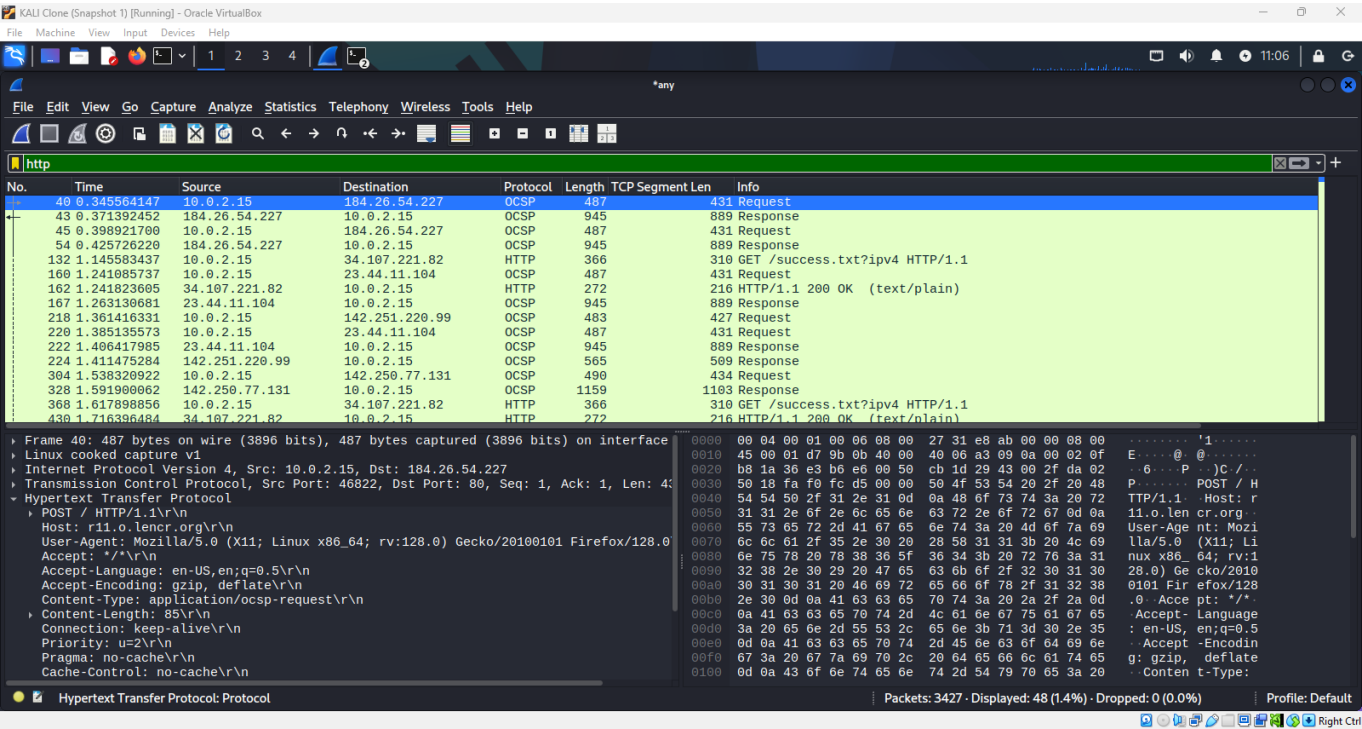 KALI Clone (Snapshot 1) [Running] - Oracle VirtualBox
File Machine View Input Devices Help
1 2 3 4 2 11:06
*any
File Edit View Go Capture Analyze Statistics Telephony Wireless Tools Help
http
No. Time Source Destination Protocol Length TCP Segment Len Info
40 0.345564147 10.0.2.15 184.26.54.227 OCSP 487 431 Request
43 0.371392452 184.26.54.227 10.0.2.15 OCSP 945 889 Response
45 0.398921700 10.0.2.15 184.26.54.227 OCSP 487 431 Request
54 0.425726220 184.26.54.227 10.0.2.15 OCSP 945 889 Response
132 1.145583437 10.0.2.15 34.107.221.82 HTTP 366 310 GET /success.txt?ipv4 HTTP/1.1
160 1.241085737 10.0.2.15 23.44.11.104 OCSP 487 431 Request
162 1.241823605 34.107.221.82 10.0.2.15 HTTP 272 216 HTTP/1.1 200 OK (text/plain)
167 1.263130681 23.44.11.104 10.0.2.15 OCSP 945 889 Response
218 1.361416331 10.0.2.15 142.251.220.99 OCSP 483 427 Request
220 1.385135573 10.0.2.15 23.44.11.104 OCSP 487 431 Request
222 1.406417985 23.44.11.104 10.0.2.15 OCSP 945 889 Response
224 1.411475284 142.251.220.99 10.0.2.15 OCSP 565 509 Response
304 1.538320922 10.0.2.15 142.250.77.131 OCSP 490 434 Request
328 1.591900062 142.250.77.131 10.0.2.15 OCSP 1159 1103 Response
368 1.617898856 10.0.2.15 34.107.221.82 HTTP 366 310 GET /success.txt?ipv4 HTTP/1.1
430 1.716396484 34.107.221.82 10.0.2.15 HTTP 272 216 HTTP/1.1 200 OK (text/plain)
Frame 40: 487 bytes on wire (3896 bits), 487 bytes captured (3896 bits) on interface
Linux cooked capture v1
Internet Protocol Version 4, Src: 10.0.2.15, Dst: 184.26.54.227
Transmission Control Protocol, Src Port: 46822, Dst Port: 80, Seq: 1, Ack: 1, Len: 43
Hypertext Transfer Protocol
POST / HTTP/1.1\r\n
Host: r11.o.lencr.org\r\n
User-Agent: Mozilla/5.0 (X11; Linux x86_64; rv:128.0) Gecko/20100101 Firefox/128.0
Accept: */*\r\n
Accept-Language: en-US,en;q=0.5\r\n
Accept-Encoding: gzip, deflate\r\n
Content-Type: application/ocsp-request\r\n
Content-Length: 85\r\n
Connection: keep-alive\r\n
Priority: u=2\r\n
Pragma: no-cache\r\n
Cache-Control: no-cache\r\n
0000 00 04 00 01 00 06 08 00 27 31 e8 ab 00 00 08 00 ········ '1······
0010 45 00 01 d7 9b 0b 40 00 40 06 a3 09 0a 00 02 0f E·····@· @·······
0020 b8 1a 36 e3 b6 e6 00 50 cb 1d 29 43 00 2f da 02 ··6····P ··)C·/··
0030 50 18 fa f0 fc d5 00 00 50 4f 53 54 20 2f 20 48 P······· POST / H
0040 54 54 50 2f 31 2e 31 0d 0a 48 6f 73 74 3a 20 72 TTP/1.1· ·Host: r
0050 31 31 2e 6f 2e 6c 65 6e 63 72 2e 6f 72 67 0d 0a 11.o.len cr.org··
0060 55 73 65 72 2d 41 67 65 6e 74 3a 20 4d 6f 7a 69 User-Age nt: Mozi
0070 6c 6c 61 2f 35 2e 30 20 28 58 31 31 3b 20 4c 69 lla/5.0 (X11; Li
0080 6e 75 78 20 78 38 36 5f 36 34 3b 20 72 76 3a 31 nux x86_ 64; rv:1
0090 32 38 2e 30 29 20 47 65 63 6b 6f 2f 32 30 31 30 28.0) Ge cko/2010
00a0 30 31 30 31 20 46 69 72 65 66 6f 78 2f 31 32 38 0101 Fir efox/128
00b0 2e 30 0d 0a 41 63 63 65 70 74 3a 20 2a 2f 2a 0d .0··Acce pt: */*·
00c0 0a 41 63 63 65 70 74 2d 4c 61 6e 67 75 61 67 65 ·Accept- Language
00d0 3a 20 65 6e 2d 55 53 2c 65 6e 3b 71 3d 30 2e 35 : en-US, en;q=0.5
00e0 0d 0a 41 63 63 65 70 74 2d 45 6e 63 6f 64 69 6e ··Accept -Encodin
00f0 67 3a 20 67 7a 69 70 2c 20 64 65 66 6c 61 74 65 g: gzip, deflate
0100 0d 0a 43 6f 6e 74 65 6e 74 2d 54 79 70 65 3a 20 ··Conten t-Type:
Hypertext Transfer Protocol: Protocol Packets: 3427 · Displayed: 48 (1.4%) · Dropped: 0 (0.0%) Profile: Default
Right Ctrl